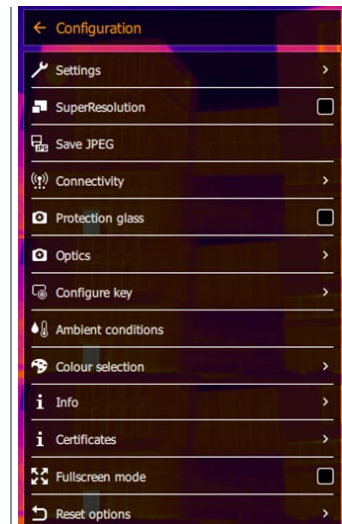 Configuration
Settings
SuperResolution
Save JPEG
Connectivity
Protection glass
Optics
Configure key
Ambient conditions
Colour selection
Info
Certificates
Fullscreen mode
Reset options